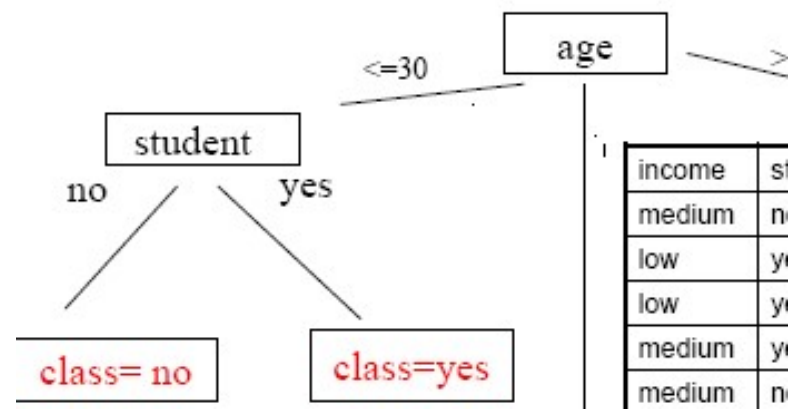 age
<=30
>
student
no
yes
class= no
class=yes
income
medium
low
low
medium
medium